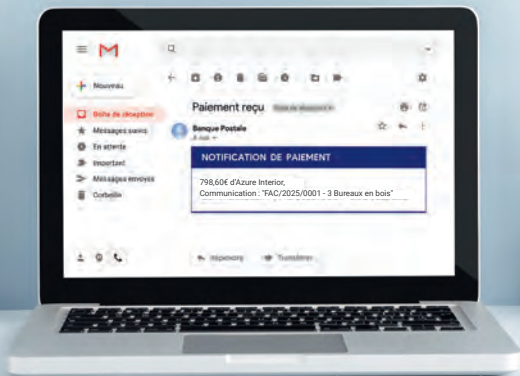 Nouveau
Boîte de réception
Messages suivis
En attente
Important
Messages envoyés
Corbeille
Paiement reçu
Banque Postale
À moi
NOTIFICATION DE PAIEMENT
798,60€ d'Azure Interior,
Communication : "FAC/2025/0001 - 3 Bureaux en bois"
Répondre
Transférer